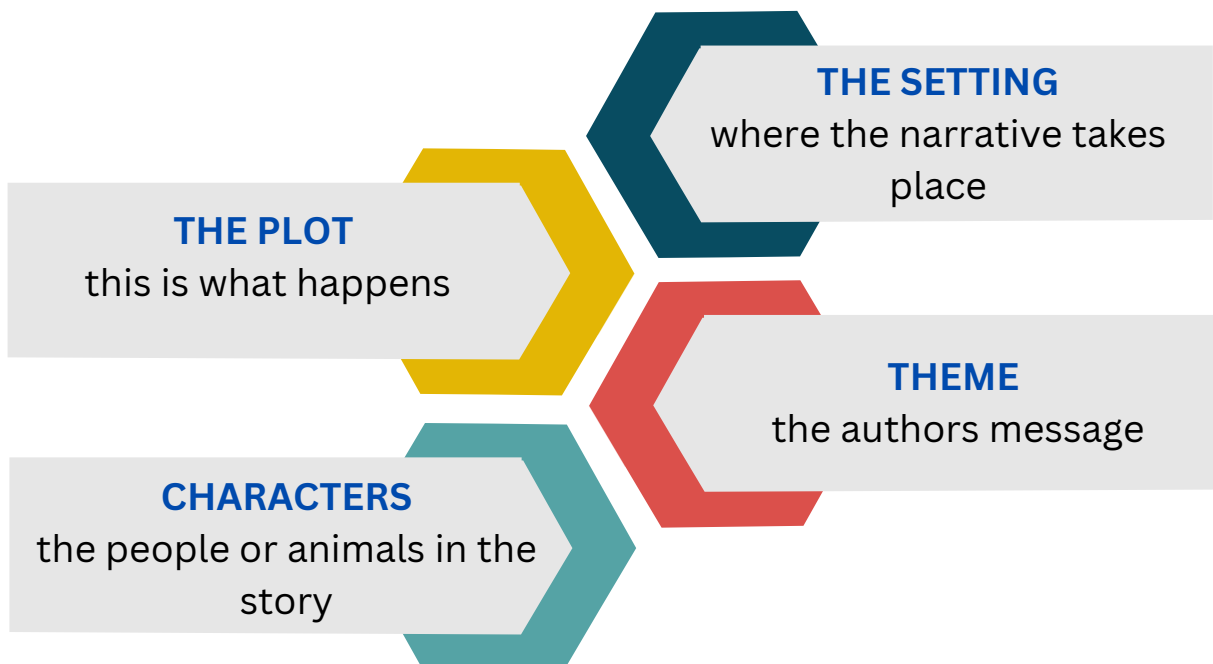 THE SETTING
where the narrative takes
place
THE PLOT
this is what happens
THEME
the authors message
CHARACTERS
the people or animals in the
story